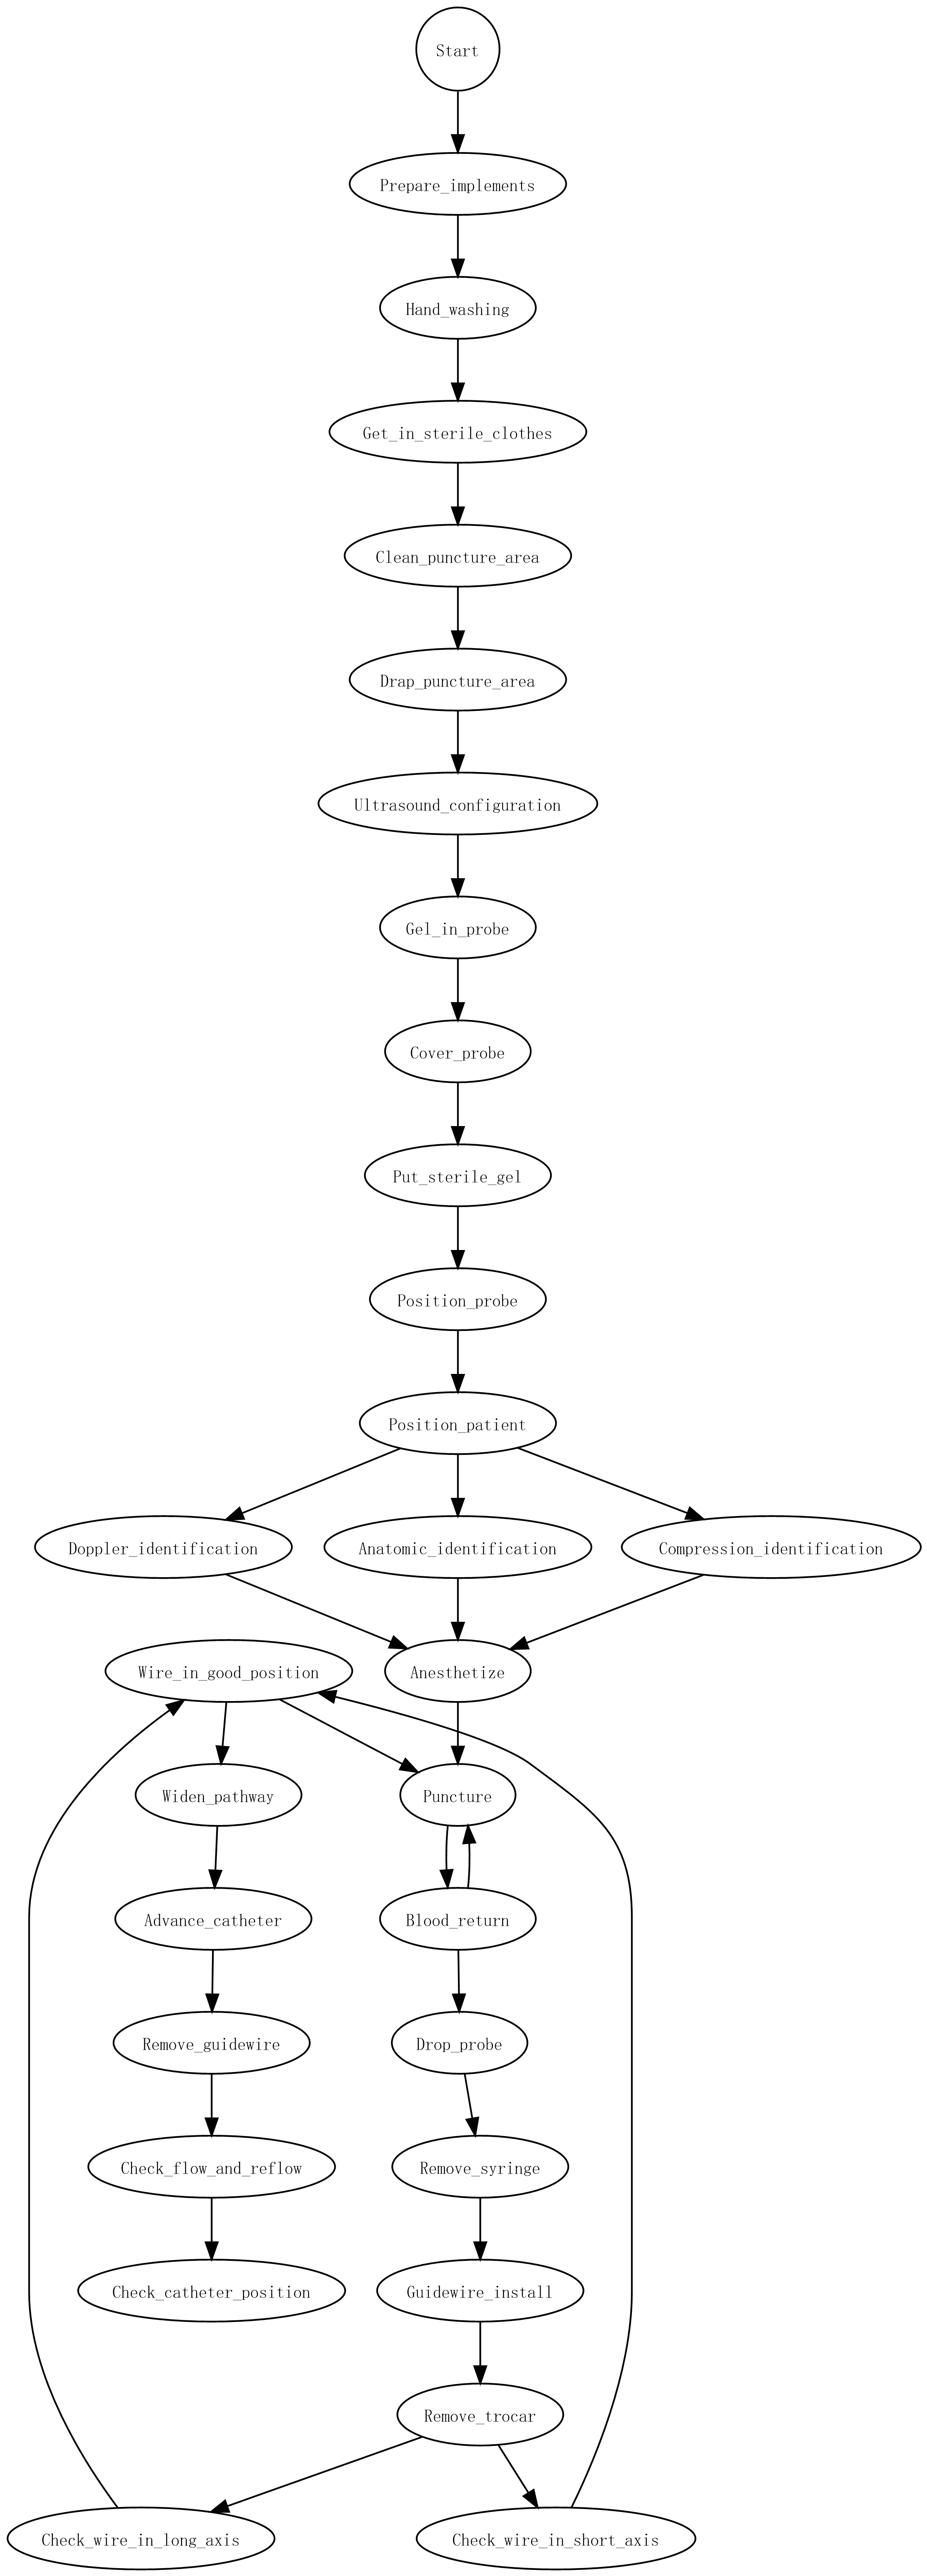 Start
Prepare_implements
Hand_washing
Get_in_sterile_clothes
Clean_puncture_area
Drap_puncture_area
Ultrasound_configuration
Gel_in_probe
Cover_probe
Put_sterile_gel
Position_probe
Position_patient
Doppler_identification
Anatomic_identification
Compression_identification
Wire_in_good_position
Anesthetize
Widen_pathway
Puncture
Advance_catheter
Blood_return
Remove_guidewire
Drop_probe
Check_flow_and_reflow
Remove_syringe
Check_catheter_position
Guidewire_install
Remove_trocar
Check_wire_in_long_axis
Check_wire_in_short_axis